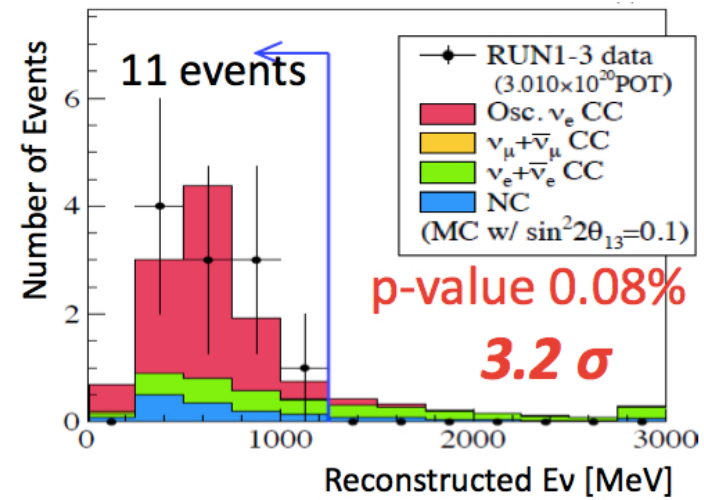 Number of Events
6
4
2
0
11 events
RUN1-3 data
(3.010×10²⁰POT)
Osc. νₑ CC
ν_μ+ν̅_μ CC
νₑ+ν̅ₑ CC
NC
(MC w/ sin²2θ₁₃=0.1)
p-value 0.08%
3.2 σ
0 1000 2000 3000
Reconstructed Eν [MeV]